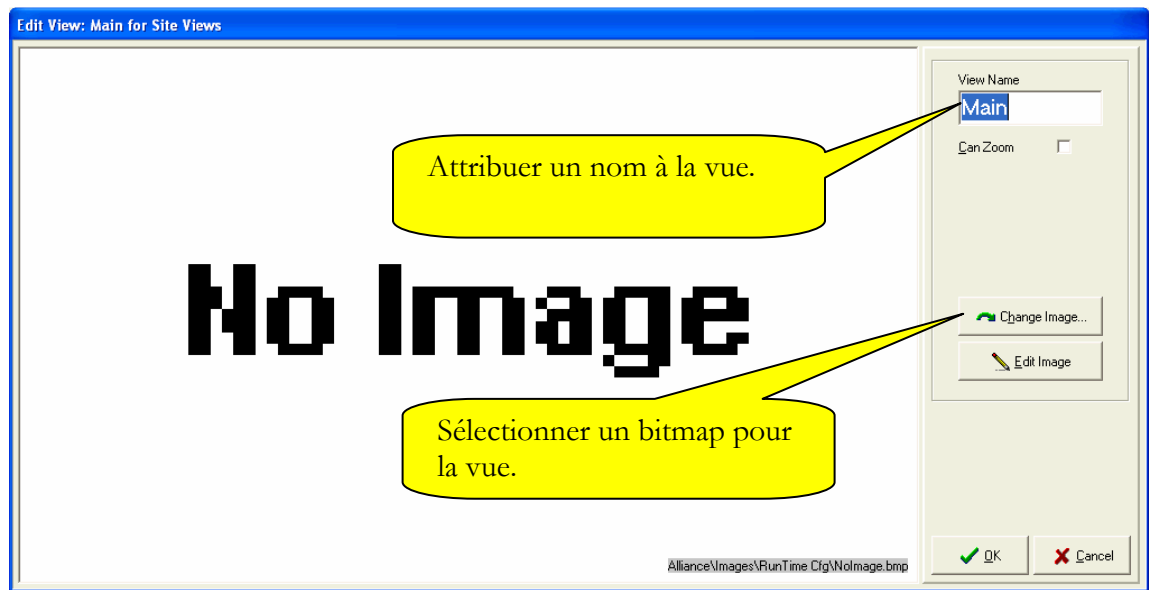 Edit View: Main for Site Views
View Name
Main
Can Zoom
Attribuer un nom à la vue.
No Image
Change Image...
Edit Image
Sélectionner un bitmap pour
la vue.
Alliance\Images\RunTime Cfg\NoImage.bmp
OK
Cancel